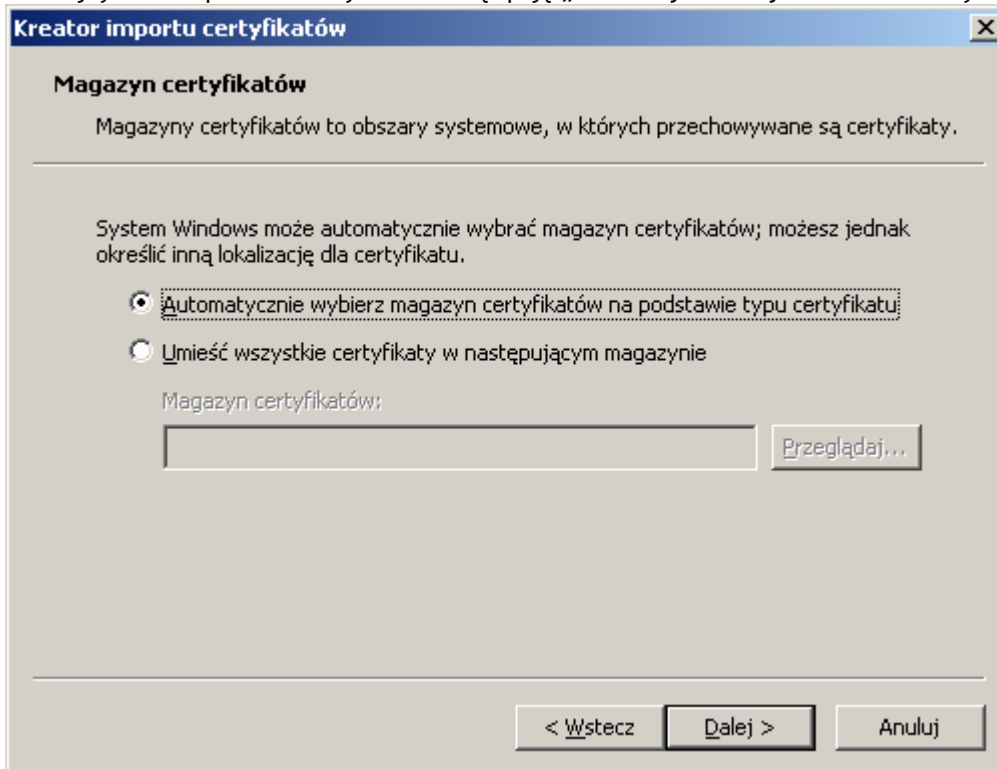 Kreator importu certyfikatów
Magazyn certyfikatów
Magazyny certyfikatów to obszary systemowe, w których przechowywane są certyfikaty.
System Windows może automatycznie wybrać magazyn certyfikatów; możesz jednak
określić inną lokalizację dla certyfikatu.
Automatycznie wybierz magazyn certyfikatów na podstawie typu certyfikatu
Umieść wszystkie certyfikaty w następującym magazynie
Magazyn certyfikatów:
Przeglądaj...
< Wstecz
Dalej >
Anuluj